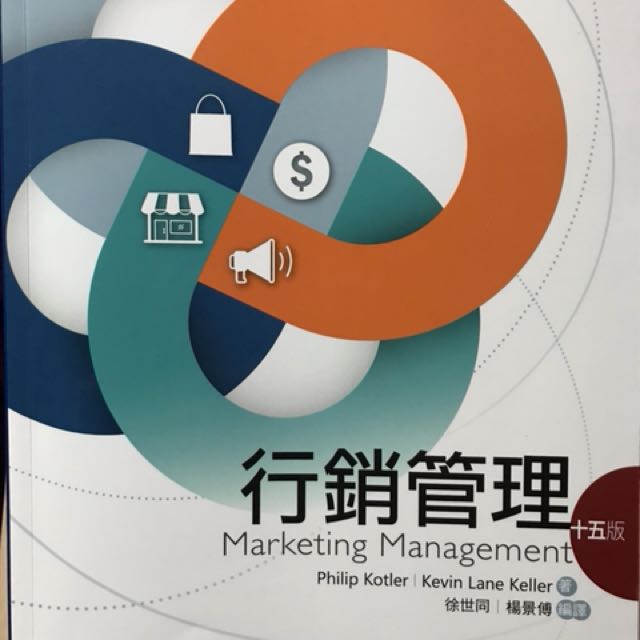 $
行銷管理
十五版
Marketing Management
Philip Kotler | Kevin Lane Keller 著
徐世同 | 楊景傅 編譯